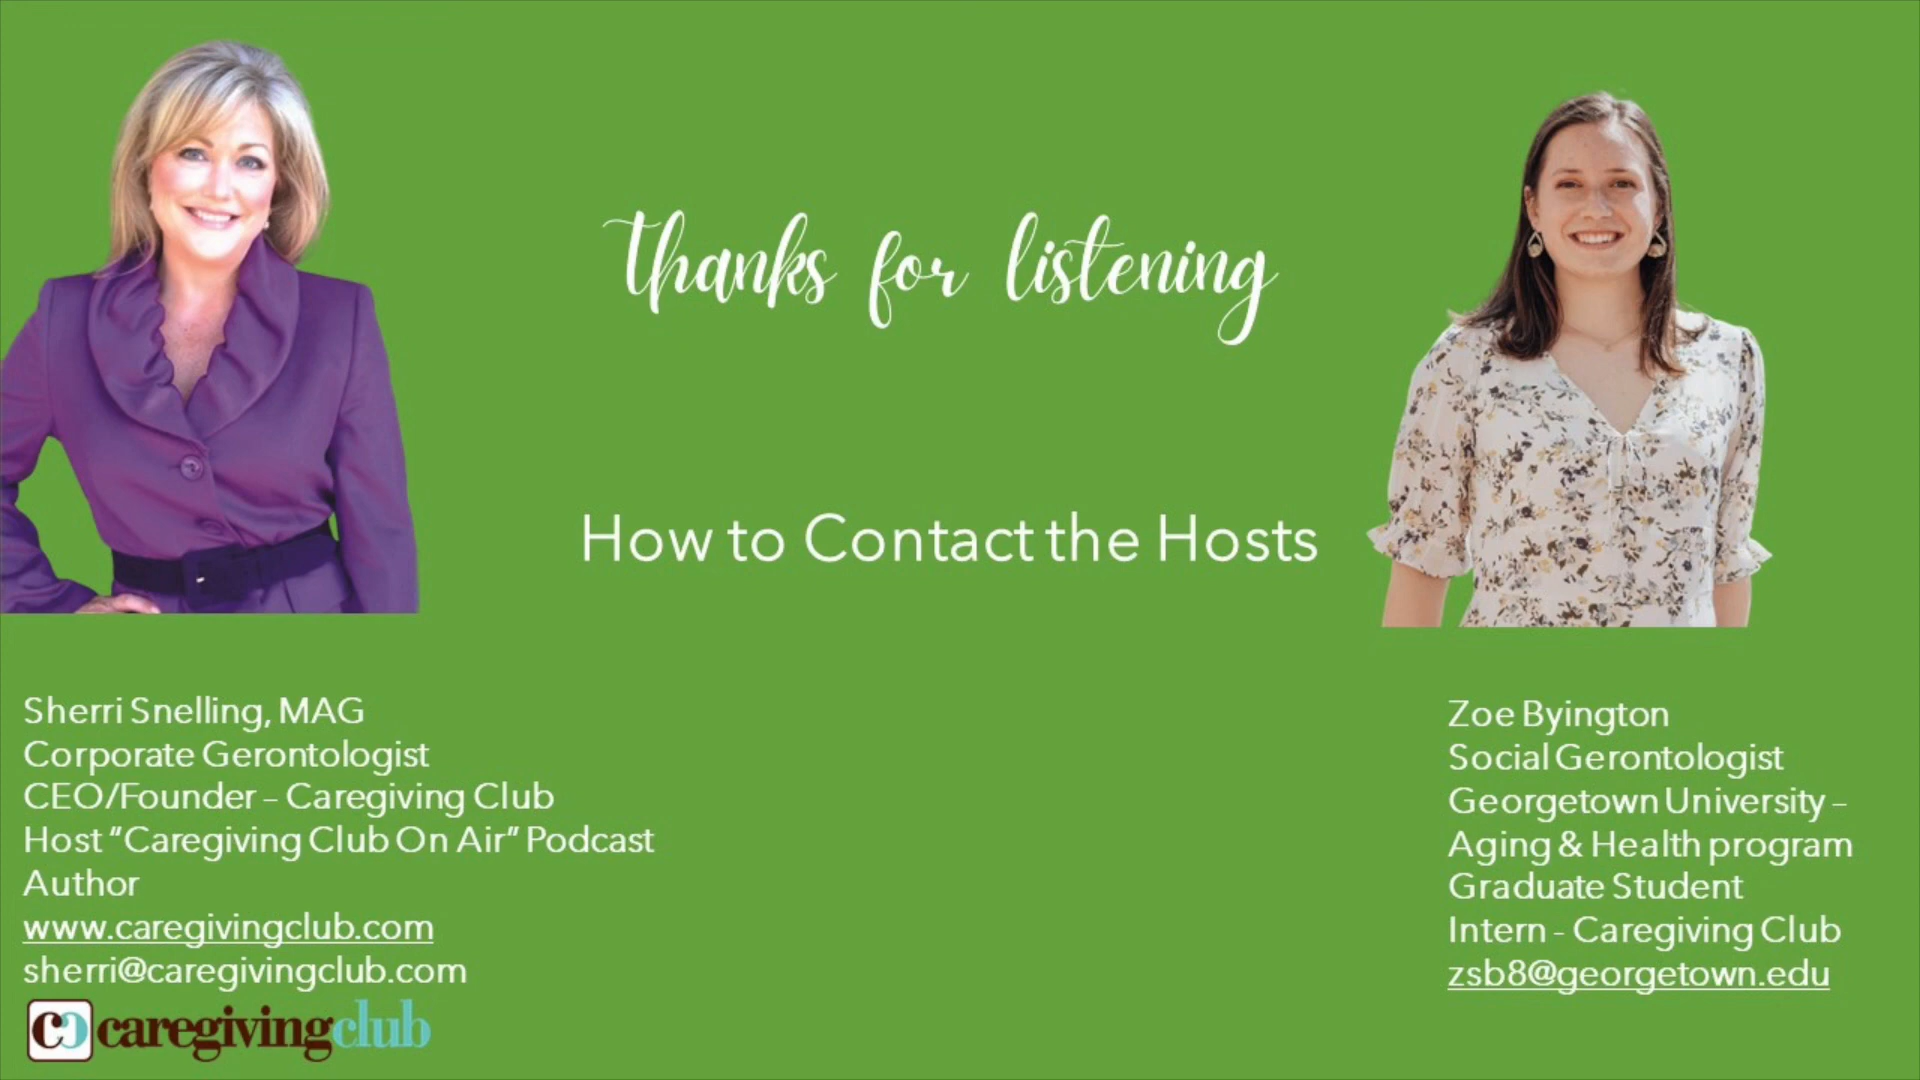 Thanks for listening
How to Contact the Hosts
Sherri Snelling, MAG
Corporate Gerontologist
CEO/Founder – Caregiving Club
Host “Caregiving Club On Air” Podcast
Author
www.caregivingclub.com
sherri@caregivingclub.com
cc caregivingclub
Zoe Byington
Social Gerontologist
Georgetown University –
Aging & Health program
Graduate Student
Intern - Caregiving Club
zsb8@georgetown.edu